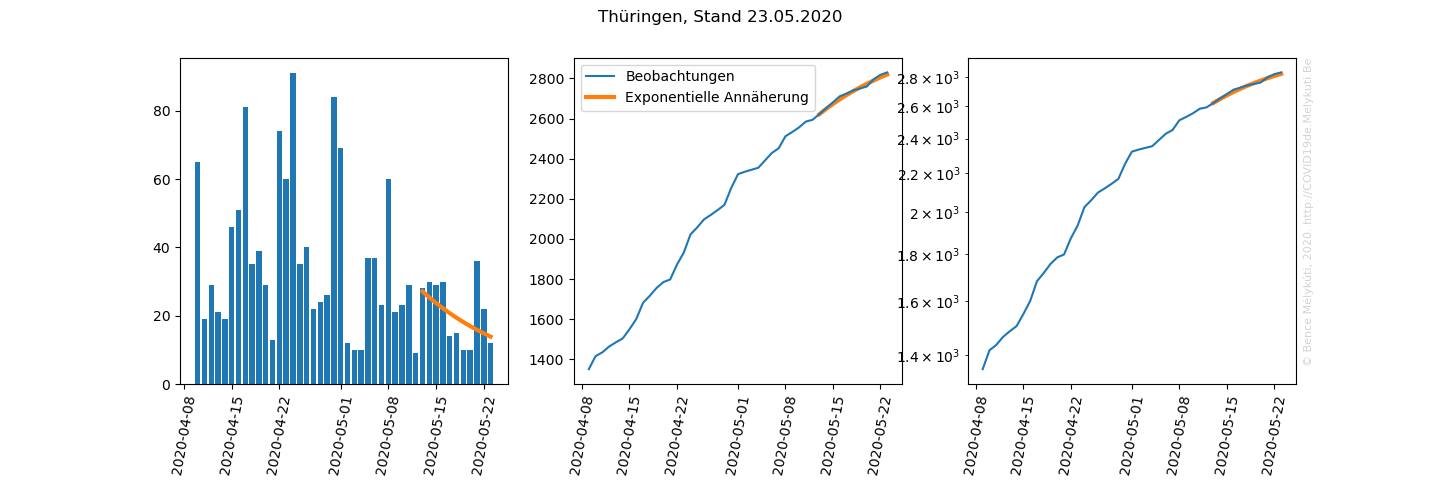 Thüringen, Stand 23.05.2020
80
60
40
20
0
2020-04-08
2020-04-15
2020-04-22
2020-05-01
2020-05-08
2020-05-15
2020-05-22
Beobachtungen
Exponentielle Annäherung
2800
2600
2400
2200
2000
1800
1600
1400
2020-04-08
2020-04-15
2020-04-22
2020-05-01
2020-05-08
2020-05-15
2020-05-22
2.8 × 10³
2.6 × 10³
2.4 × 10³
2.2 × 10³
2 × 10³
1.8 × 10³
1.6 × 10³
1.4 × 10³
2020-04-08
2020-04-15
2020-04-22
2020-05-01
2020-05-08
2020-05-15
2020-05-22
© Bence Mélykúti, 2020. http://COVID19de.Melykuti.Be